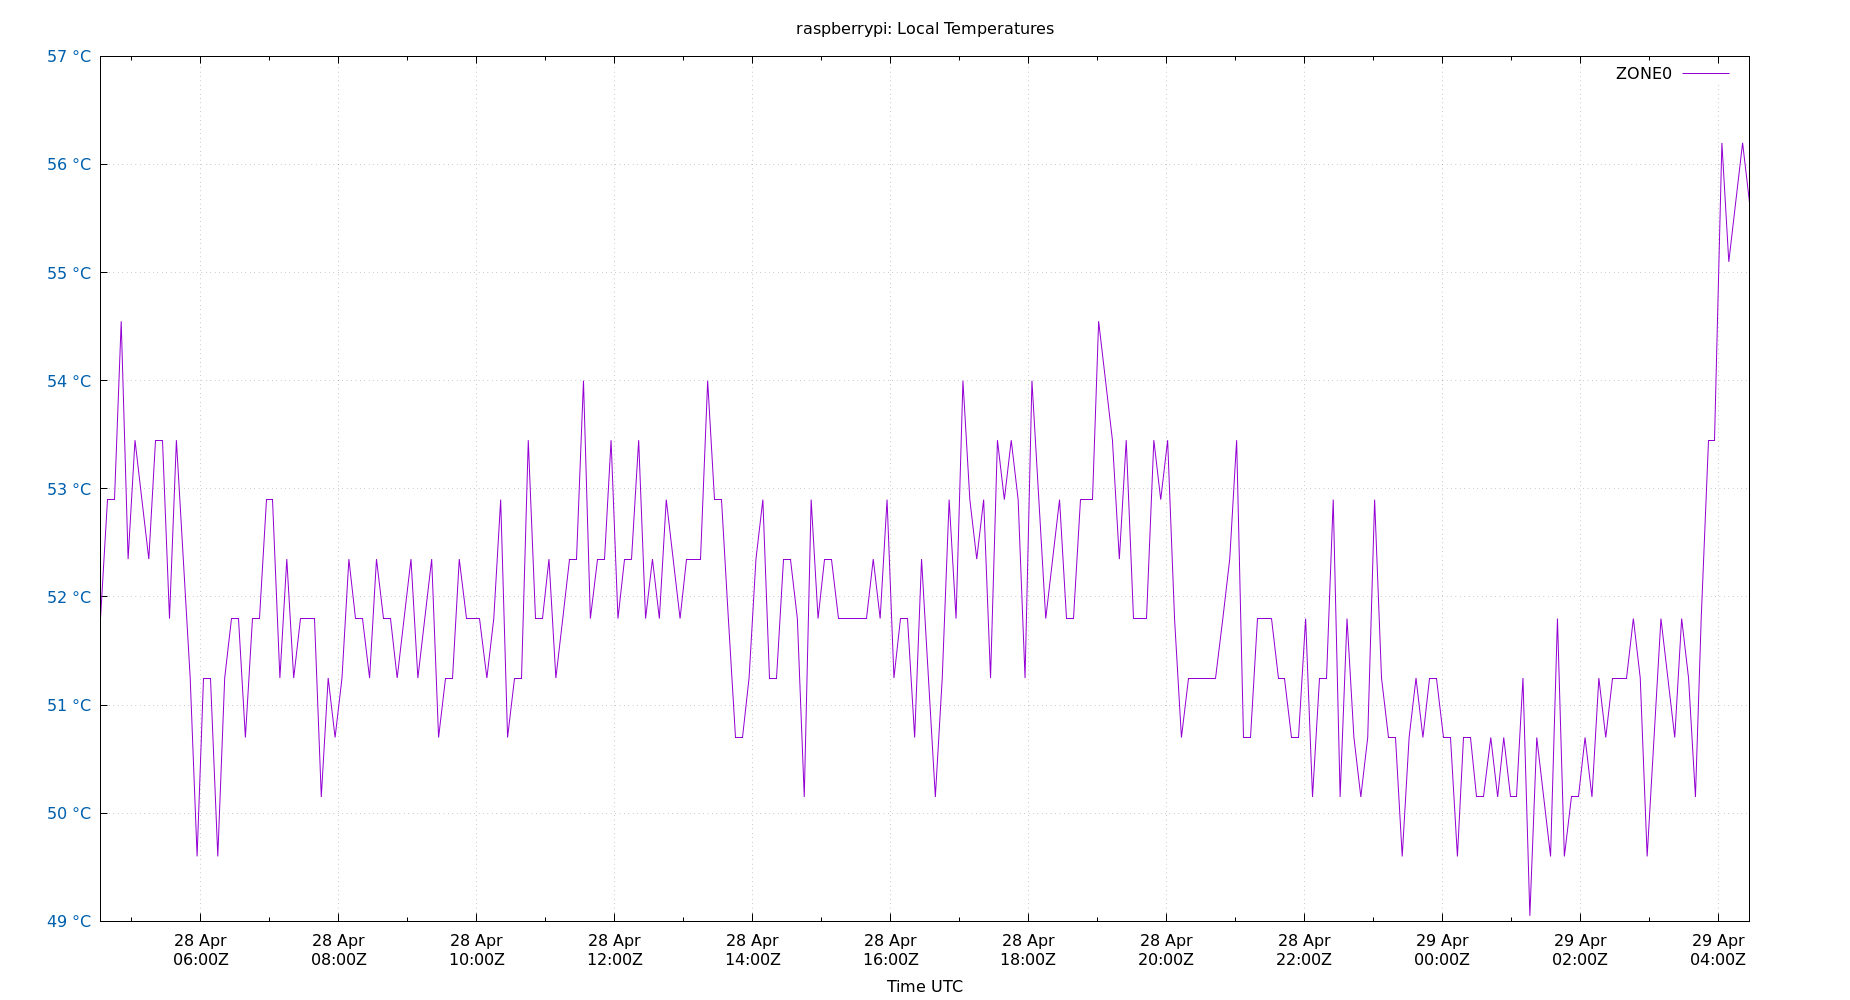 raspberrypi: Local Temperatures
57 °C
ZONE0
56 °C
55 °C
54 °C
53 °C
52 °C
51 °C
50 °C
49 °C
28 Apr 28 Apr 28 Apr 28 Apr 28 Apr 28 Apr 28 Apr 28 Apr 28 Apr 29 Apr 29 Apr 29 Apr
06:00Z 08:00Z 10:00Z 12:00Z 14:00Z 16:00Z 18:00Z 20:00Z 22:00Z 00:00Z 02:00Z 04:00Z
Time UTC